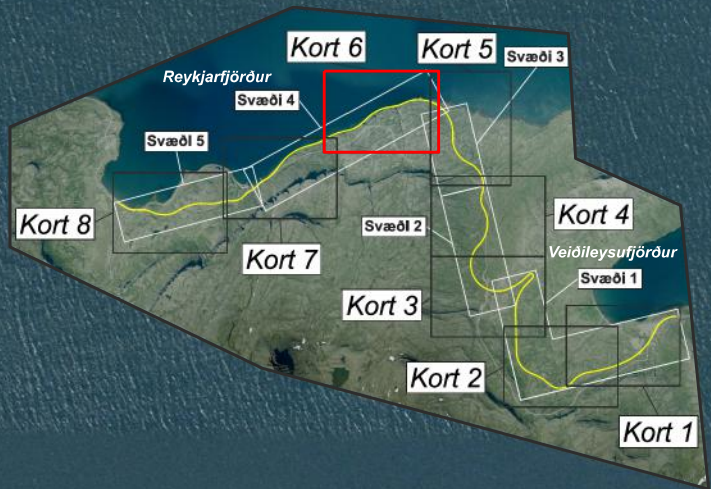 Kort 6
Kort 5
Svæði 3
Reykjarfjörður
Svæði 4
Svæði 5
Kort 8
Kort 7
Kort 4
Svæði 2
Veiðileysufjörður
Svæði 1
Kort 3
Kort 2
Kort 1